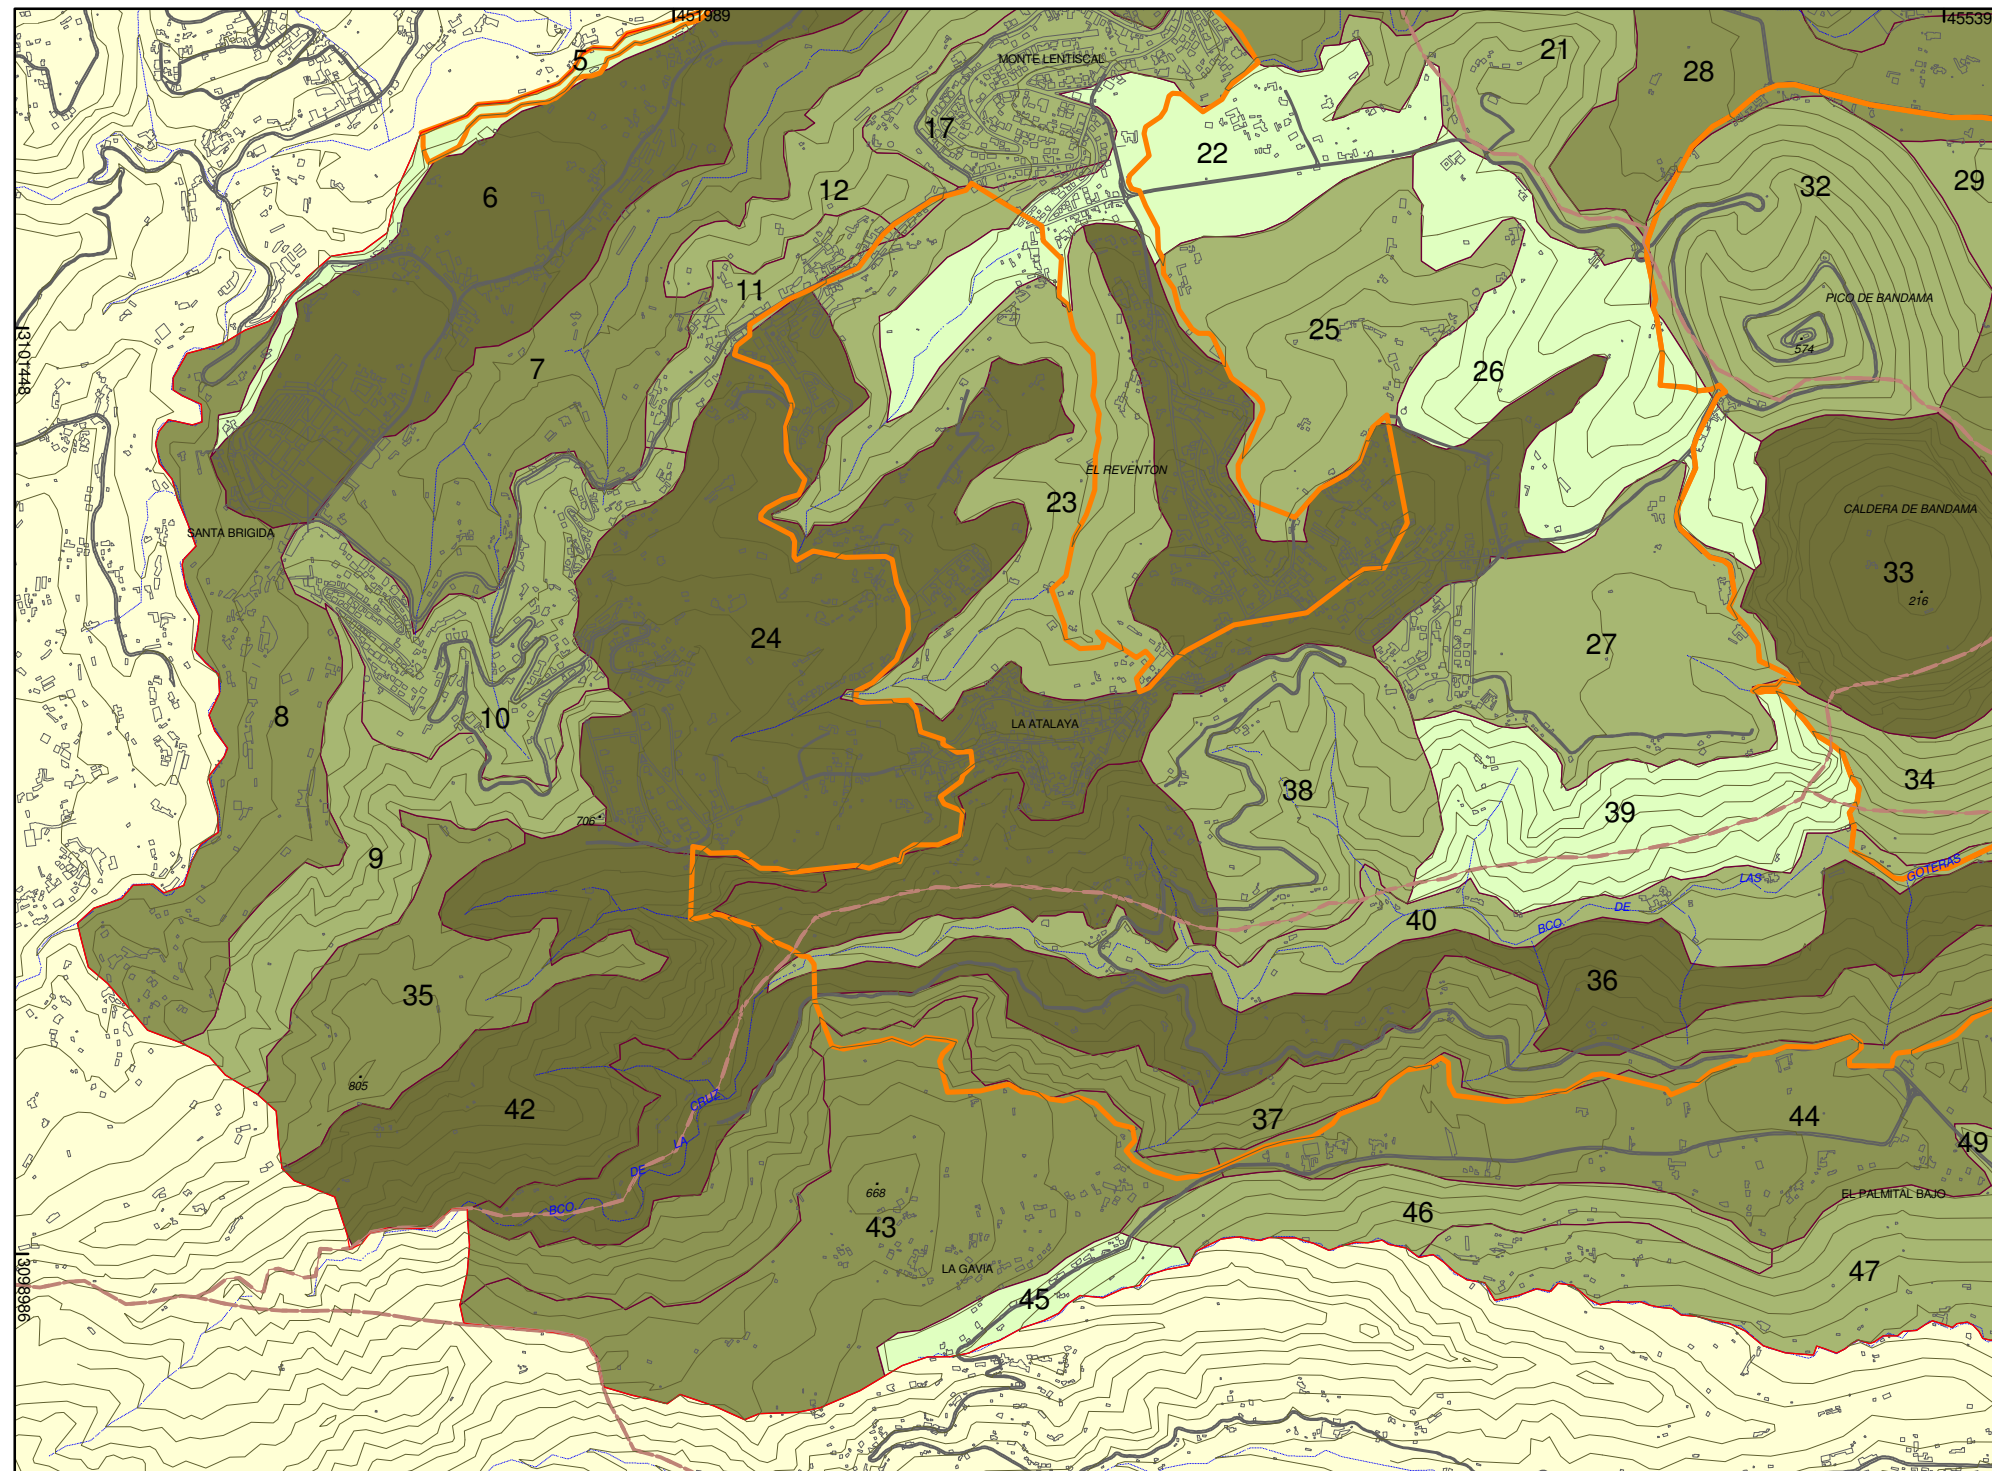 451989
45539
5
21
28
MONTE LENTISCAL
17
22
6
12
32
29
11
PICO DE BANDAMA
574
3101448
7
25
26
EL REVENTON
23
CALDERA DE BANDAMA
SANTA BRIGIDA
33
216
24
27
8
10
LA ATALAYA
34
38
39
706
9
GOTERAS
LAS
DE
BCO.
40
35
36
805
42
CRUZ
LA
DE
BCO.
37
44
49
668
EL PALMITAL BAJO
43
46
LA GAVIA
47
45
3098986